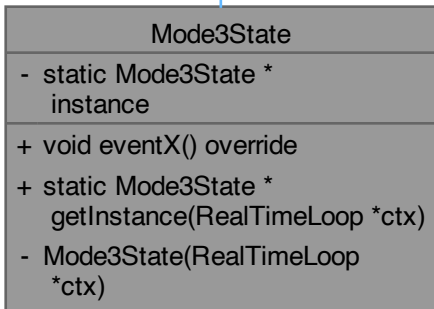 Mode3State
- static Mode3State *
instance
+ void eventX() override
+ static Mode3State *
getInstance(RealTimeLoop *ctx)
- Mode3State(RealTimeLoop
*ctx)